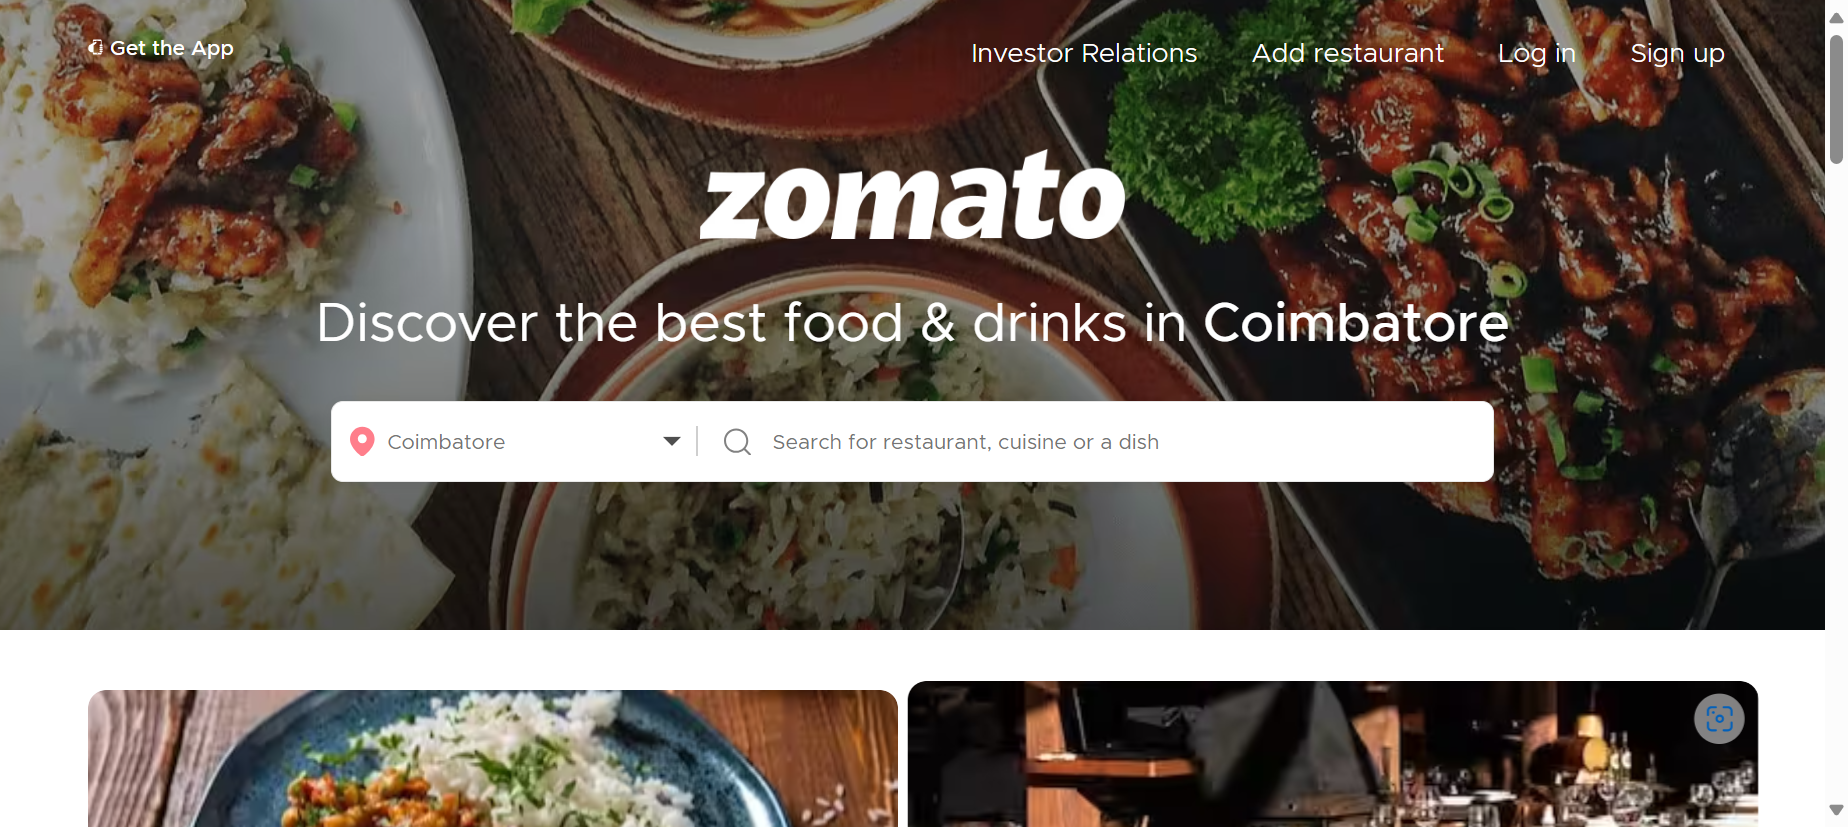 Get the App
Investor Relations
Add restaurant
Log in
Sign up
zomato
Discover the best food & drinks in Coimbatore
Coimbatore
Search for restaurant, cuisine or a dish